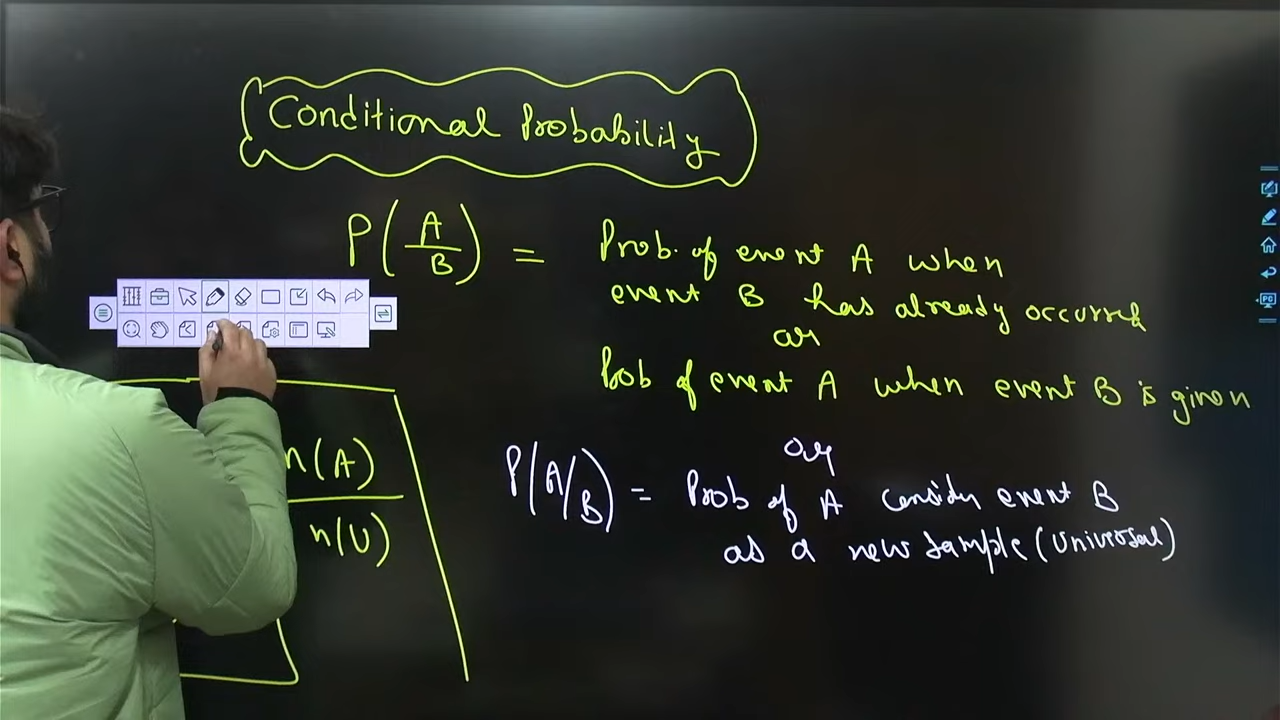 Conditional Probability
P(A/B) = Prob. of event A when
event B has already occurred
or
Prob of event A when event B is given
or
P(A/B) = Prob of A consider event B
as a new sample (Universal)
n(A)
n(U)
PC